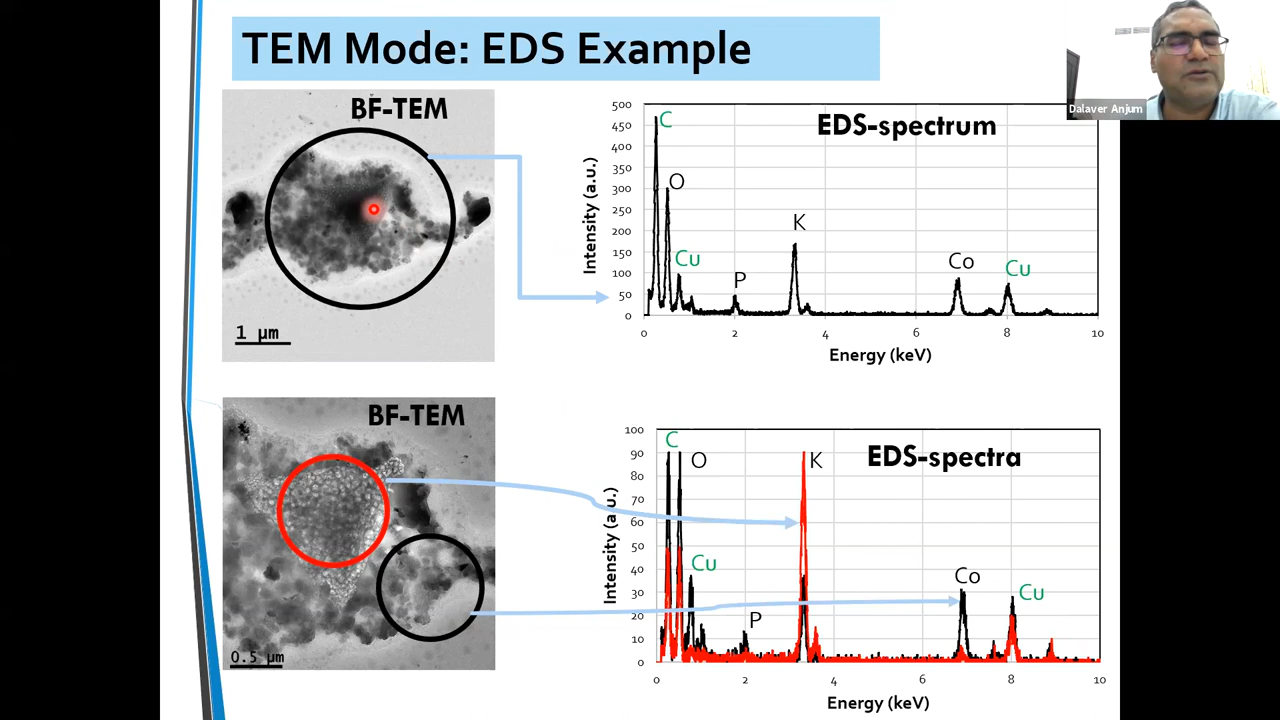 TEM Mode: EDS Example
Dalaver Anjum
BF-TEM
1 µm
EDS-spectrum
Intensity (a.u.)
500
450
400
350
300
250
200
150
100
50
0
C
O
Cu
P
K
Co
Cu
0 2 4 6 8 10
Energy (keV)
BF-TEM
0.5 µm
EDS-spectra
Intensity (a.u.)
100
90
80
70
60
50
40
30
20
10
0
C
O
Cu
P
K
Co
Cu
0 2 4 6 8 10
Energy (keV)